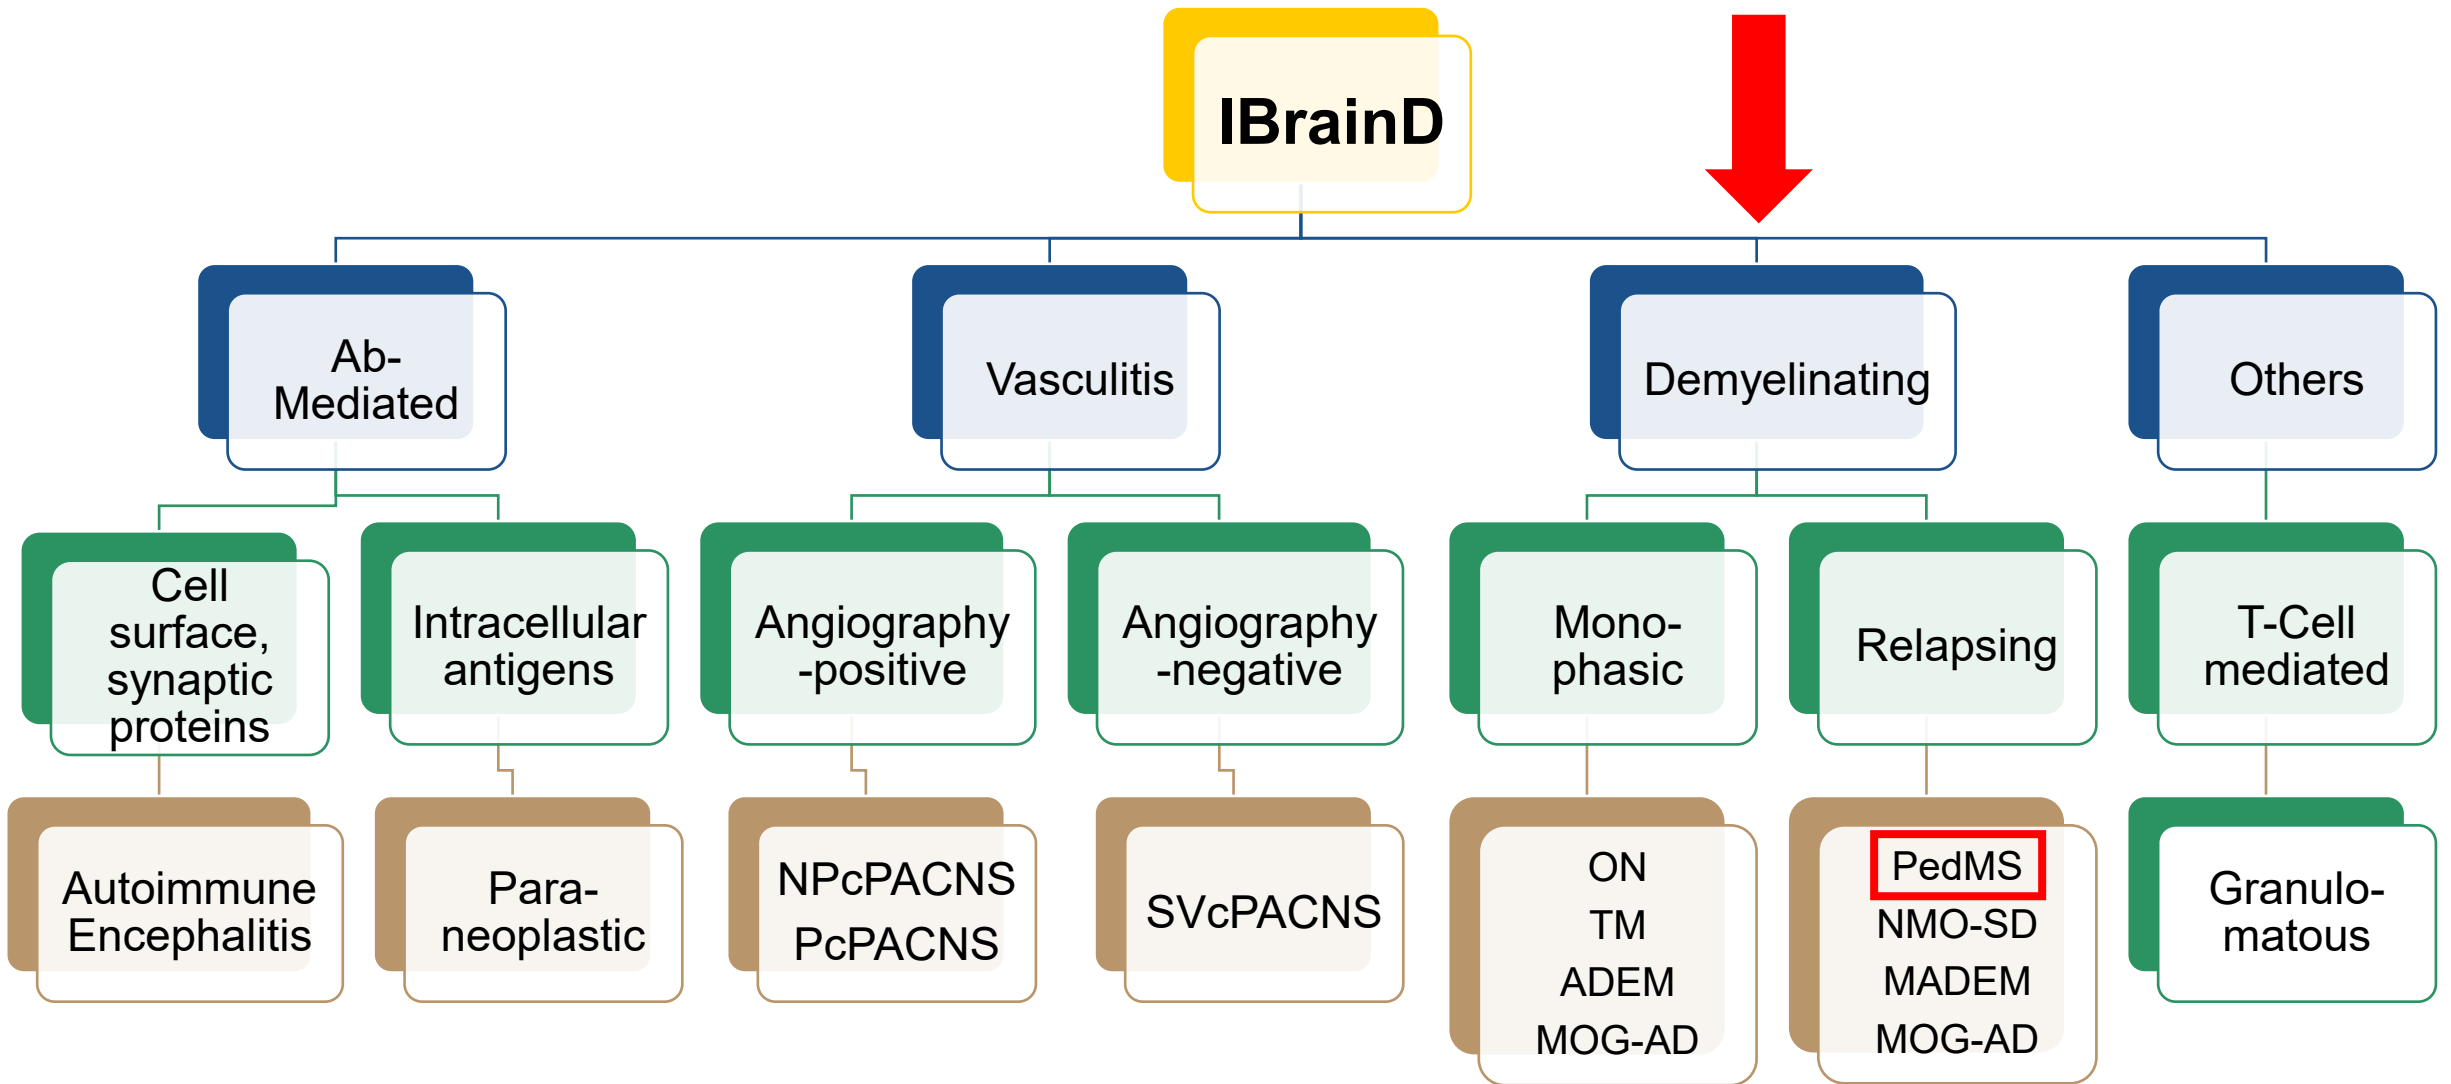 IBrainD
Ab-
Mediated
Vasculitis
Demyelinating
Others
Cell
surface,
synaptic
proteins
Intracellular
antigens
Angiography
-positive
Angiography
-negative
Mono-
phasic
Relapsing
T-Cell
mediated
Autoimmune
Encephalitis
Para-
neoplastic
NPcPACNS
PcPACNS
SVcPACNS
ON
TM
ADEM
MOG-AD
PedMS
NMO-SD
MADEM
MOG-AD
Granulo-
matous